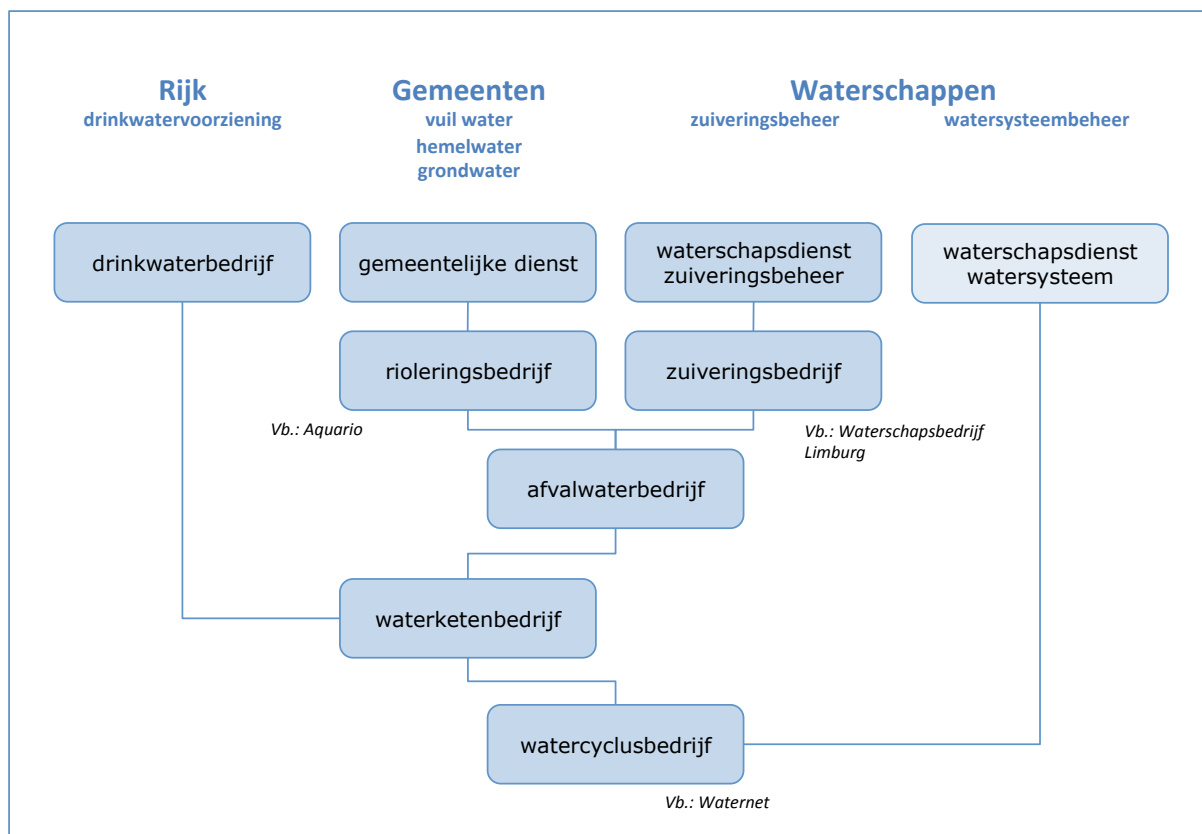 Rijk
drinkwatervoorziening
Gemeenten
vuil water
hemelwater
grondwater
Waterschappen
zuiveringsbeheer
watersysteembeheer
drinkwaterbedrijf
gemeentelijke dienst
waterschapsdienst
zuiveringsbeheer
waterschapsdienst
watersysteem
rioleringsbedrijf
zuiveringsbedrijf
Vb.: Aquario
Vb.: Waterschapsbedrijf
Limburg
afvalwaterbedrijf
waterketenbedrijf
watercyclusbedrijf
Vb.: Waternet